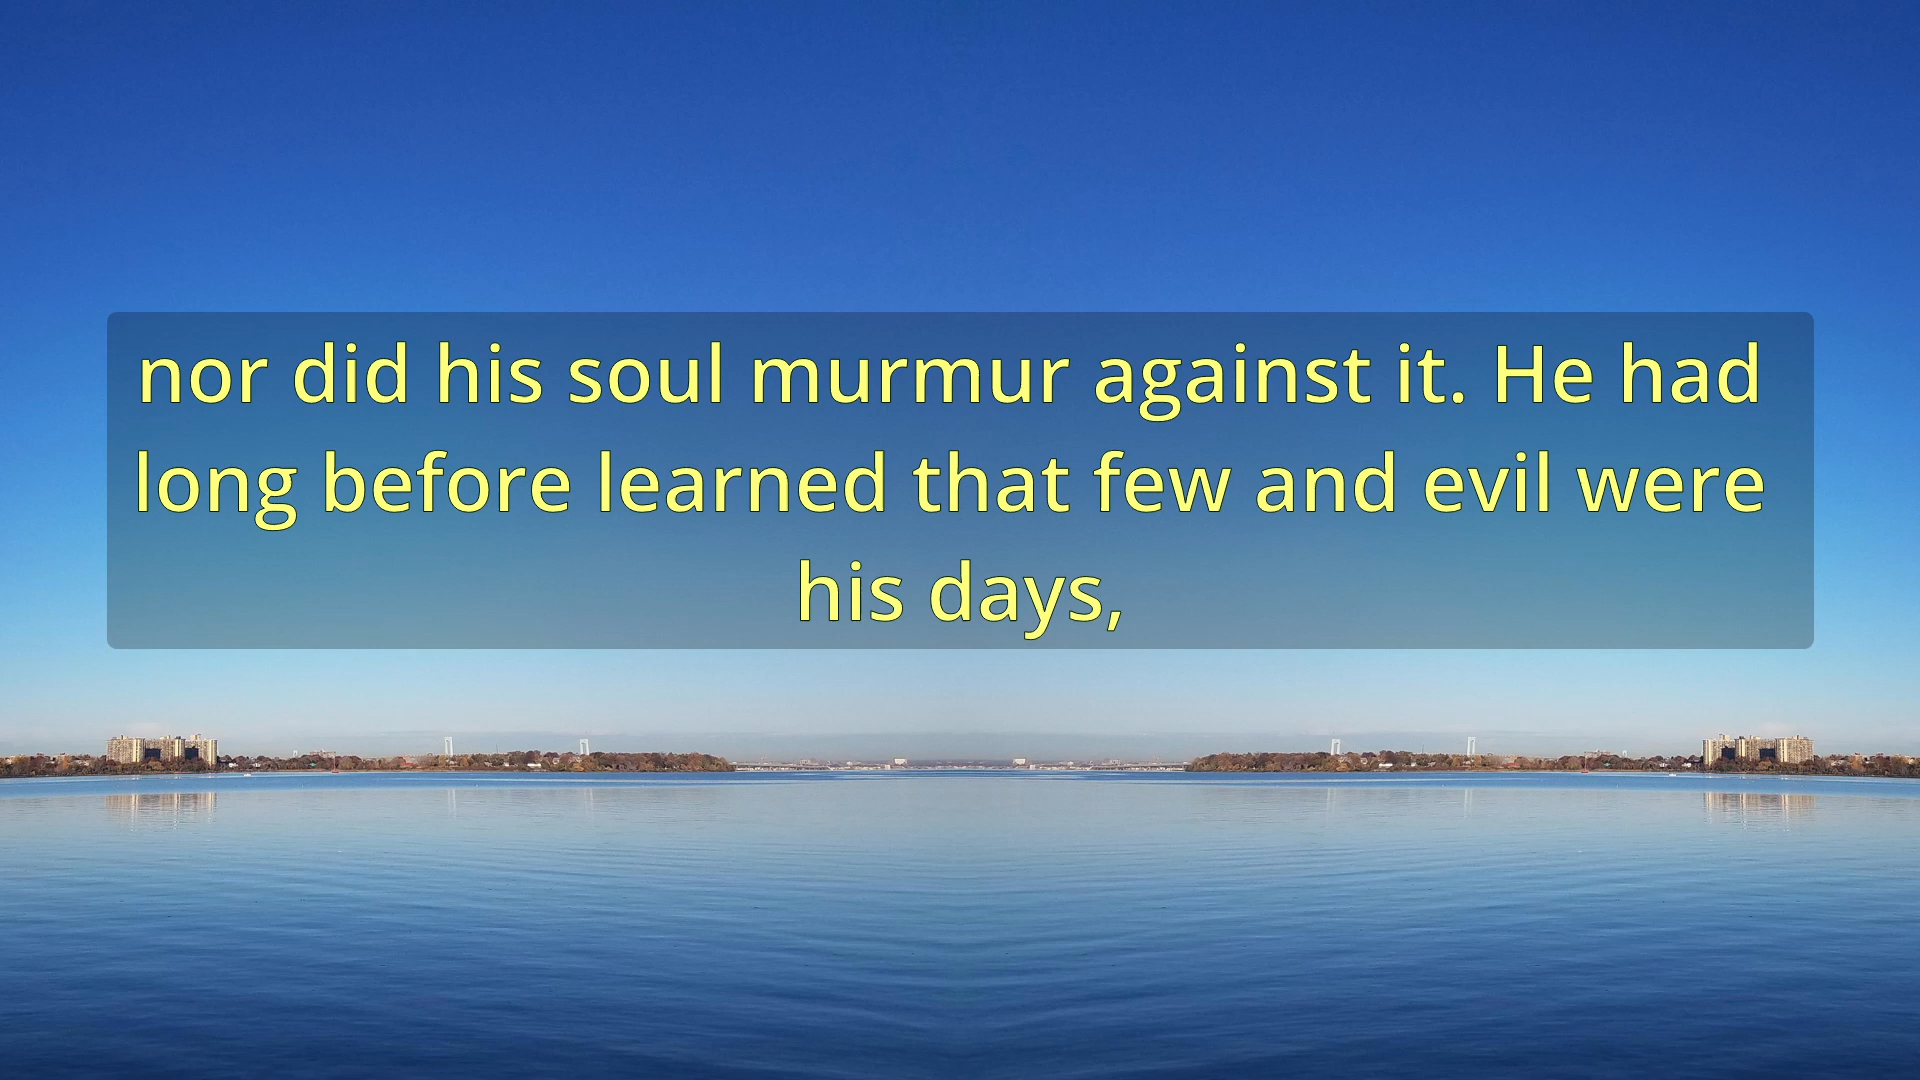 nor did his soul murmur against it. He had
long before learned that few and evil were
his days,